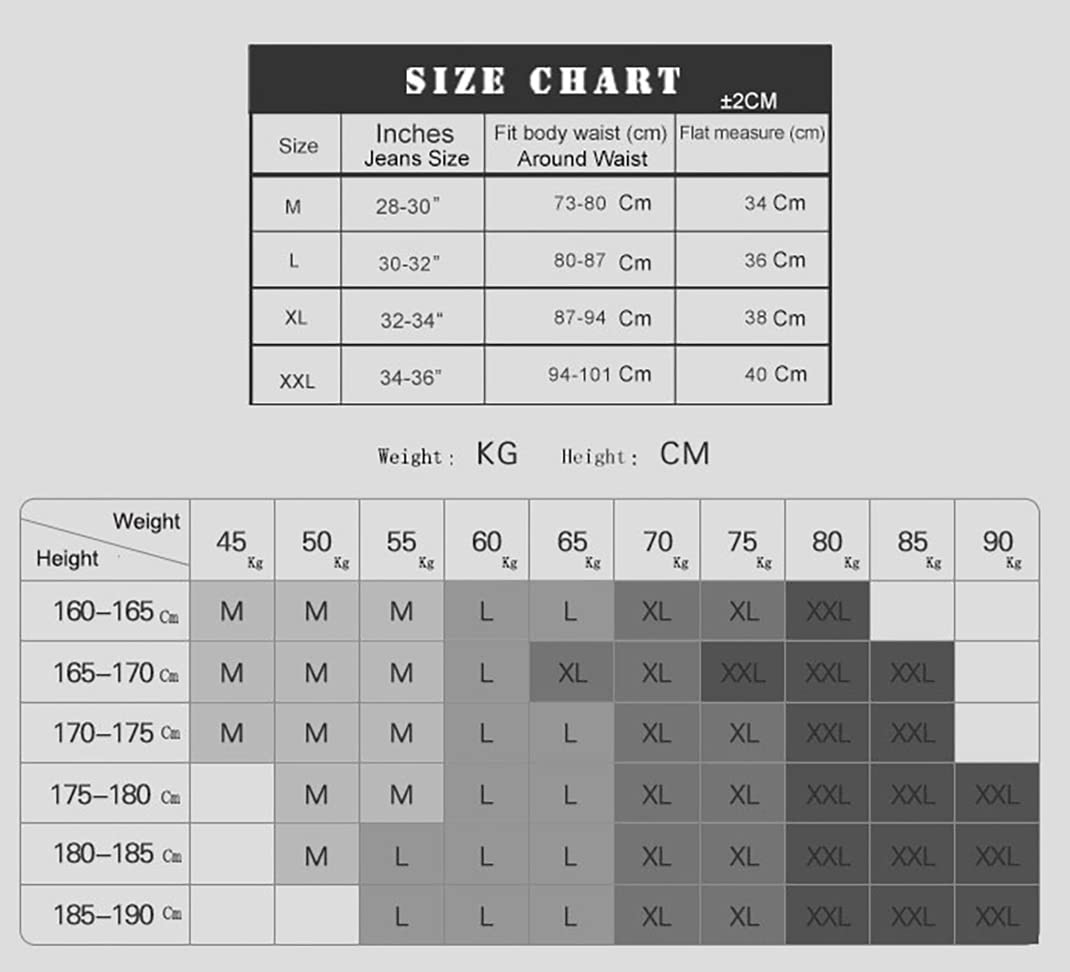 SIZE CHART
±2CM
Size Inches Jeans Size Fit body waist (cm) Around Waist Flat measure (cm)
M 28-30” 73-80 Cm 34 Cm
L 30-32” 80-87 Cm 36 Cm
XL 32-34“ 87-94 Cm 38 Cm
XXL 34-36” 94-101 Cm 40 Cm
Weight: KG Height: CM
Weight
Height
45 Kg 50 Kg 55 Kg 60 Kg 65 Kg 70 Kg 75 Kg 80 Kg 85 Kg 90 Kg
160–165 Cm M M M L L XL XL XXL
165–170 Cm M M M L XL XL XXL XXL XXL
170–175 Cm M M M L L XL XL XXL XXL
175–180 Cm M M L L XL XL XXL XXL XXL
180–185 Cm M L L L XL XL XXL XXL XXL
185–190 Cm L L L XL XL XXL XXL XXL